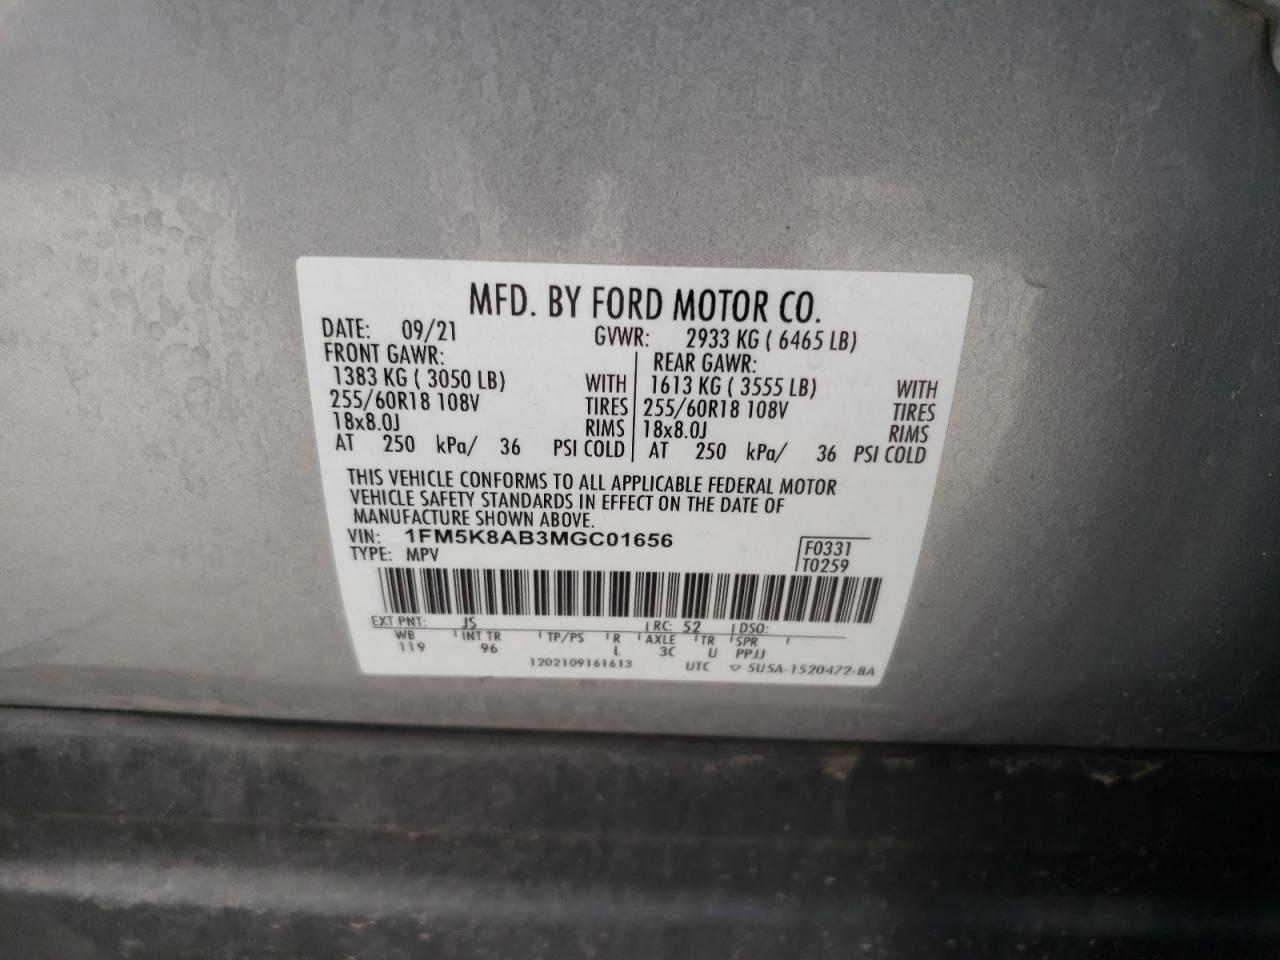 MFD. BY FORD MOTOR CO.
DATE: 09/21 GVWR: 2933 KG ( 6465 LB)
FRONT GAWR: REAR GAWR:
1383 KG ( 3050 LB) WITH 1613 KG ( 3555 LB) WITH
255/60R18 108V TIRES 255/60R18 108V TIRES
18x8.0J RIMS 18x8.0J RIMS
AT 250 kPa/ 36 PSI COLD AT 250 kPa/ 36 PSI COLD
THIS VEHICLE CONFORMS TO ALL APPLICABLE FEDERAL MOTOR
VEHICLE SAFETY STANDARDS IN EFFECT ON THE DATE OF
MANUFACTURE SHOWN ABOVE.
VIN: 1FM5K8AB3MGC01656 F0331
TYPE: MPV T0259
EXT PNT: JS RC: 52 DSO:
WB INT TR TP/PS R AXLE TR SPR
119 96 L 3C U PPJJ
1202109161613 UTC ▽ 5U5A-1520472-BA